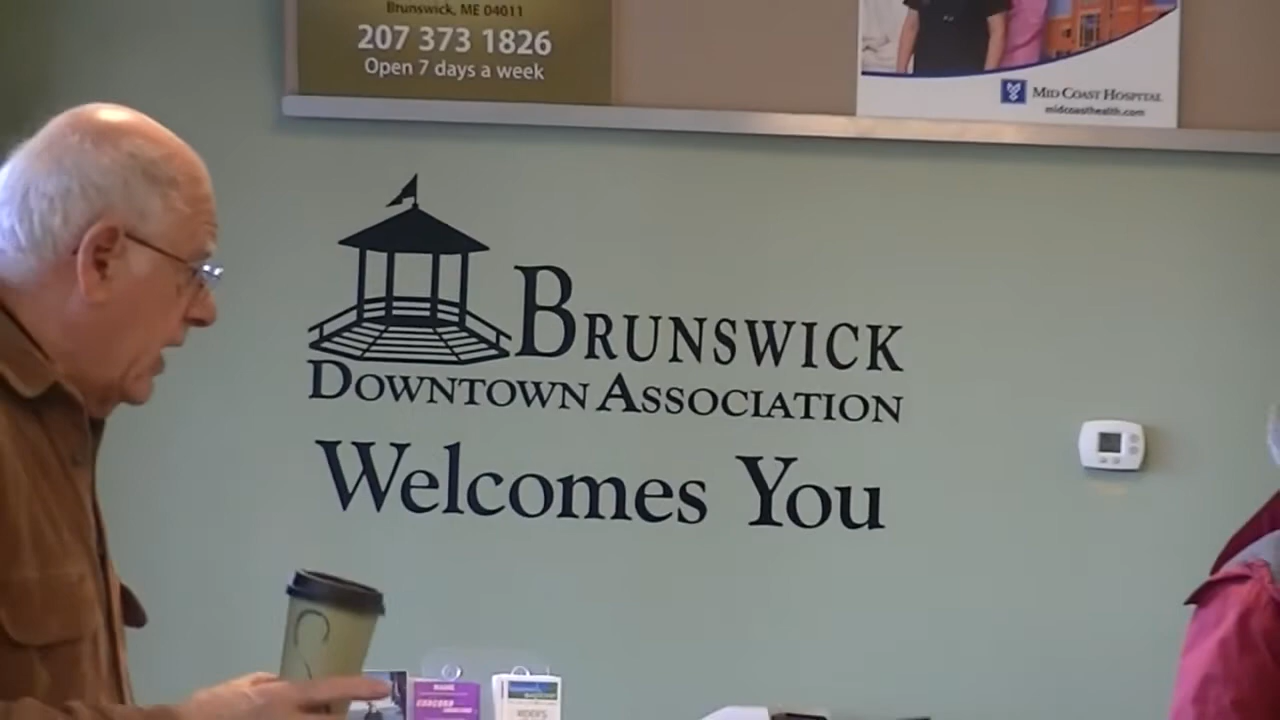 Brunswick, ME 04011
207 373 1826
Open 7 days a week
MID COAST HOSPITAL
midcoasthealth.com
BRUNSWICK
DOWNTOWN ASSOCIATION
Welcomes You